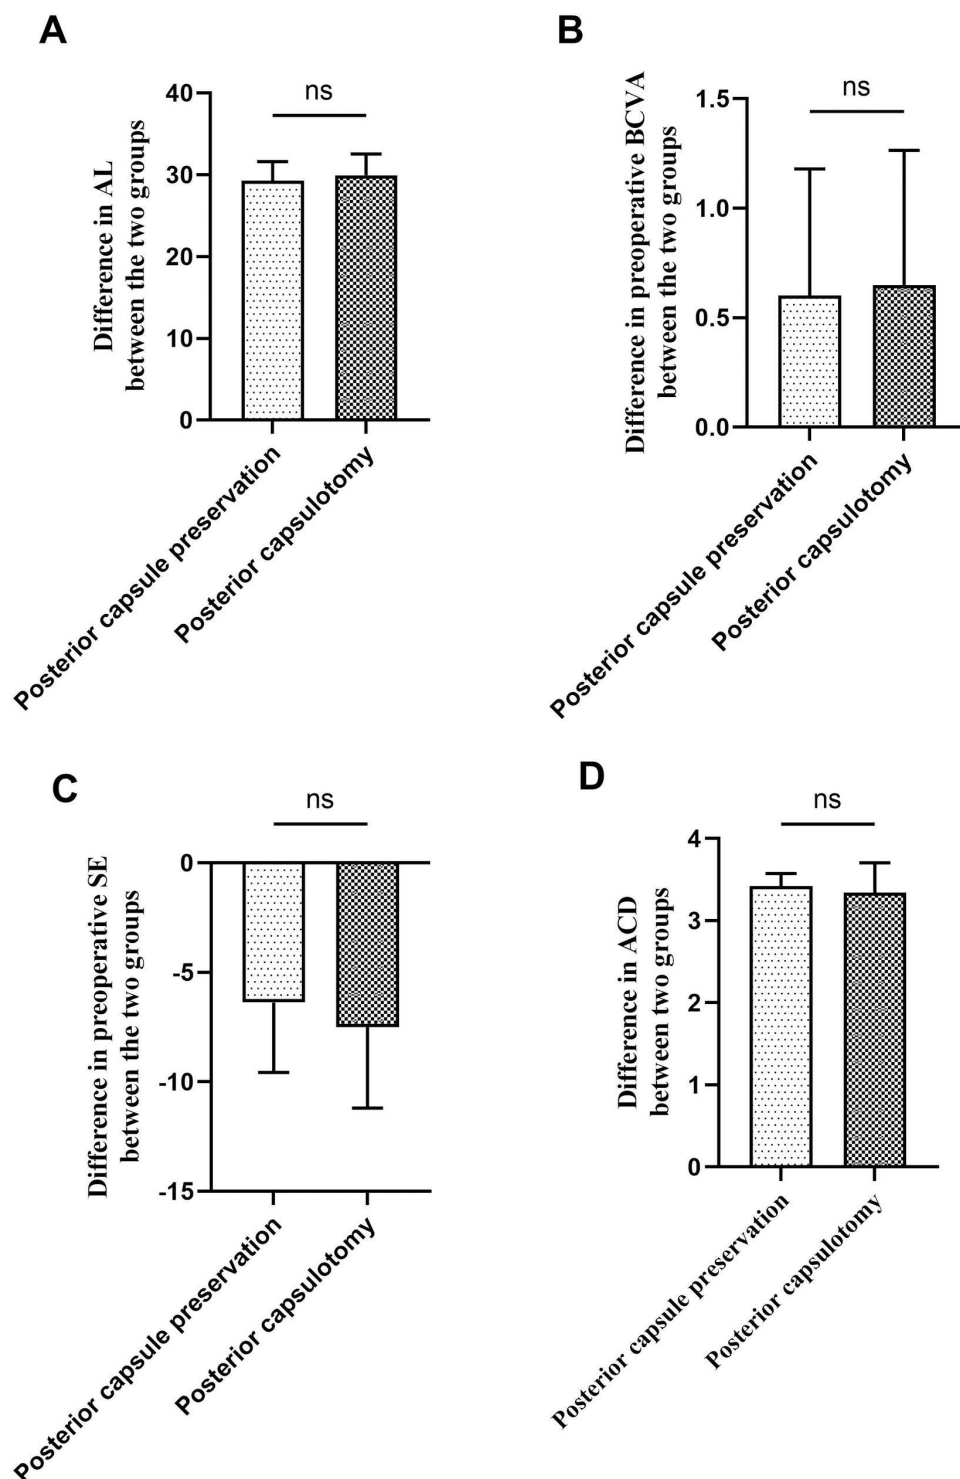 A
Difference in AL
between the two groups
40
30
20
10
0
ns
Posterior capsule preservation
Posterior capsulotomy
B
Difference in preoperative BCVA
between the two groups
1.5
1.0
0.5
0.0
ns
Posterior capsule preservation
Posterior capsulotomy
C
Difference in preoperative SE
between the two groups
0
-5
-10
-15
ns
Posterior capsule preservation
Posterior capsulotomy
D
Difference in ACD
between two groups
4
3
2
1
0
ns
Posterior capsule preservation
Posterior capsulotomy